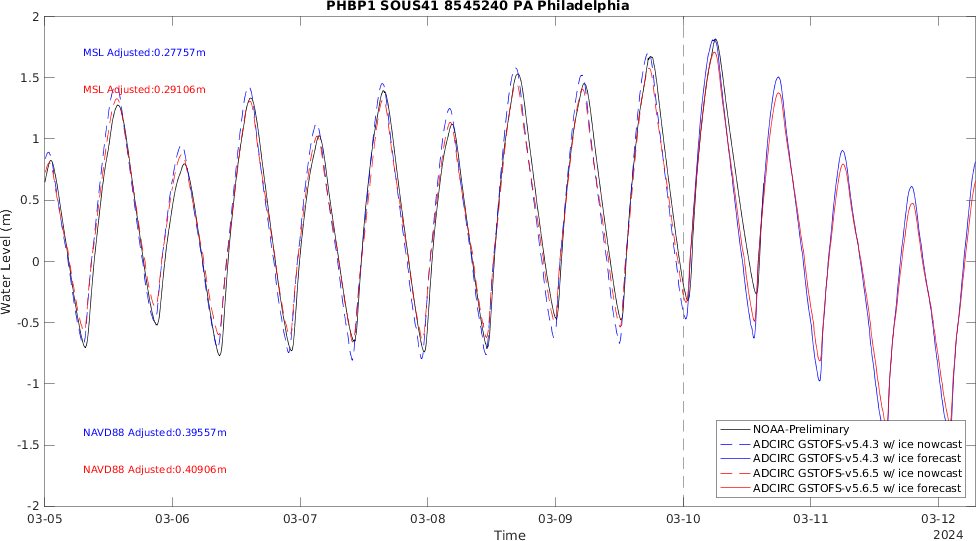 PHBP1 SOUS41 8545240 PA Philadelphia
2
1.5
1
0.5
0
-0.5
-1
-1.5
-2
Water Level (m)
MSL Adjusted:0.27757m
MSL Adjusted:0.29106m
NAVD88 Adjusted:0.39557m
NAVD88 Adjusted:0.40906m
NOAA-Preliminary
ADCIRC GSTOFS-v5.4.3 w/ ice nowcast
ADCIRC GSTOFS-v5.4.3 w/ ice forecast
ADCIRC GSTOFS-v5.6.5 w/ ice nowcast
ADCIRC GSTOFS-v5.6.5 w/ ice forecast
03-05 03-06 03-07 03-08 03-09 03-10 03-11 03-12
Time
2024